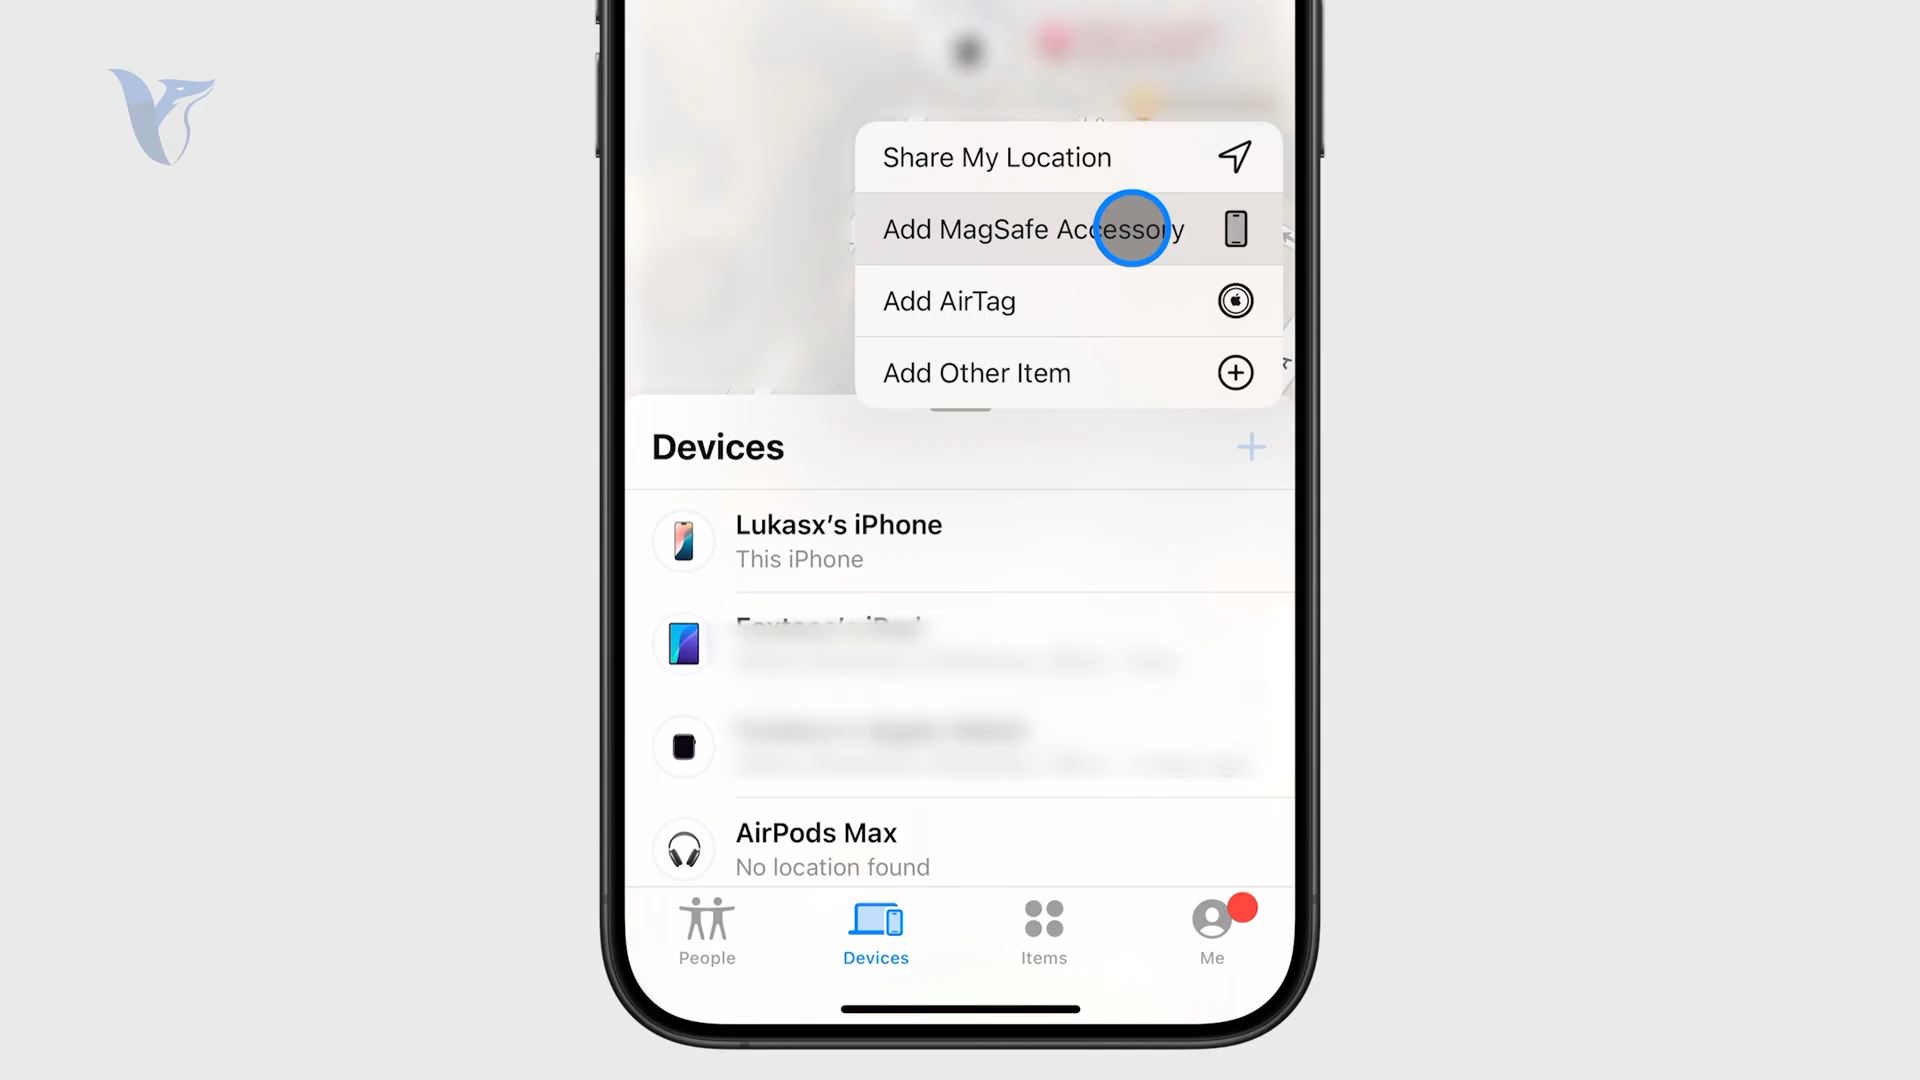 Share My Location
Add MagSafe Accessory
Add AirTag
Add Other Item
Devices
Lukasx’s iPhone
This iPhone
AirPods Max
No location found
People
Devices
Items
Me